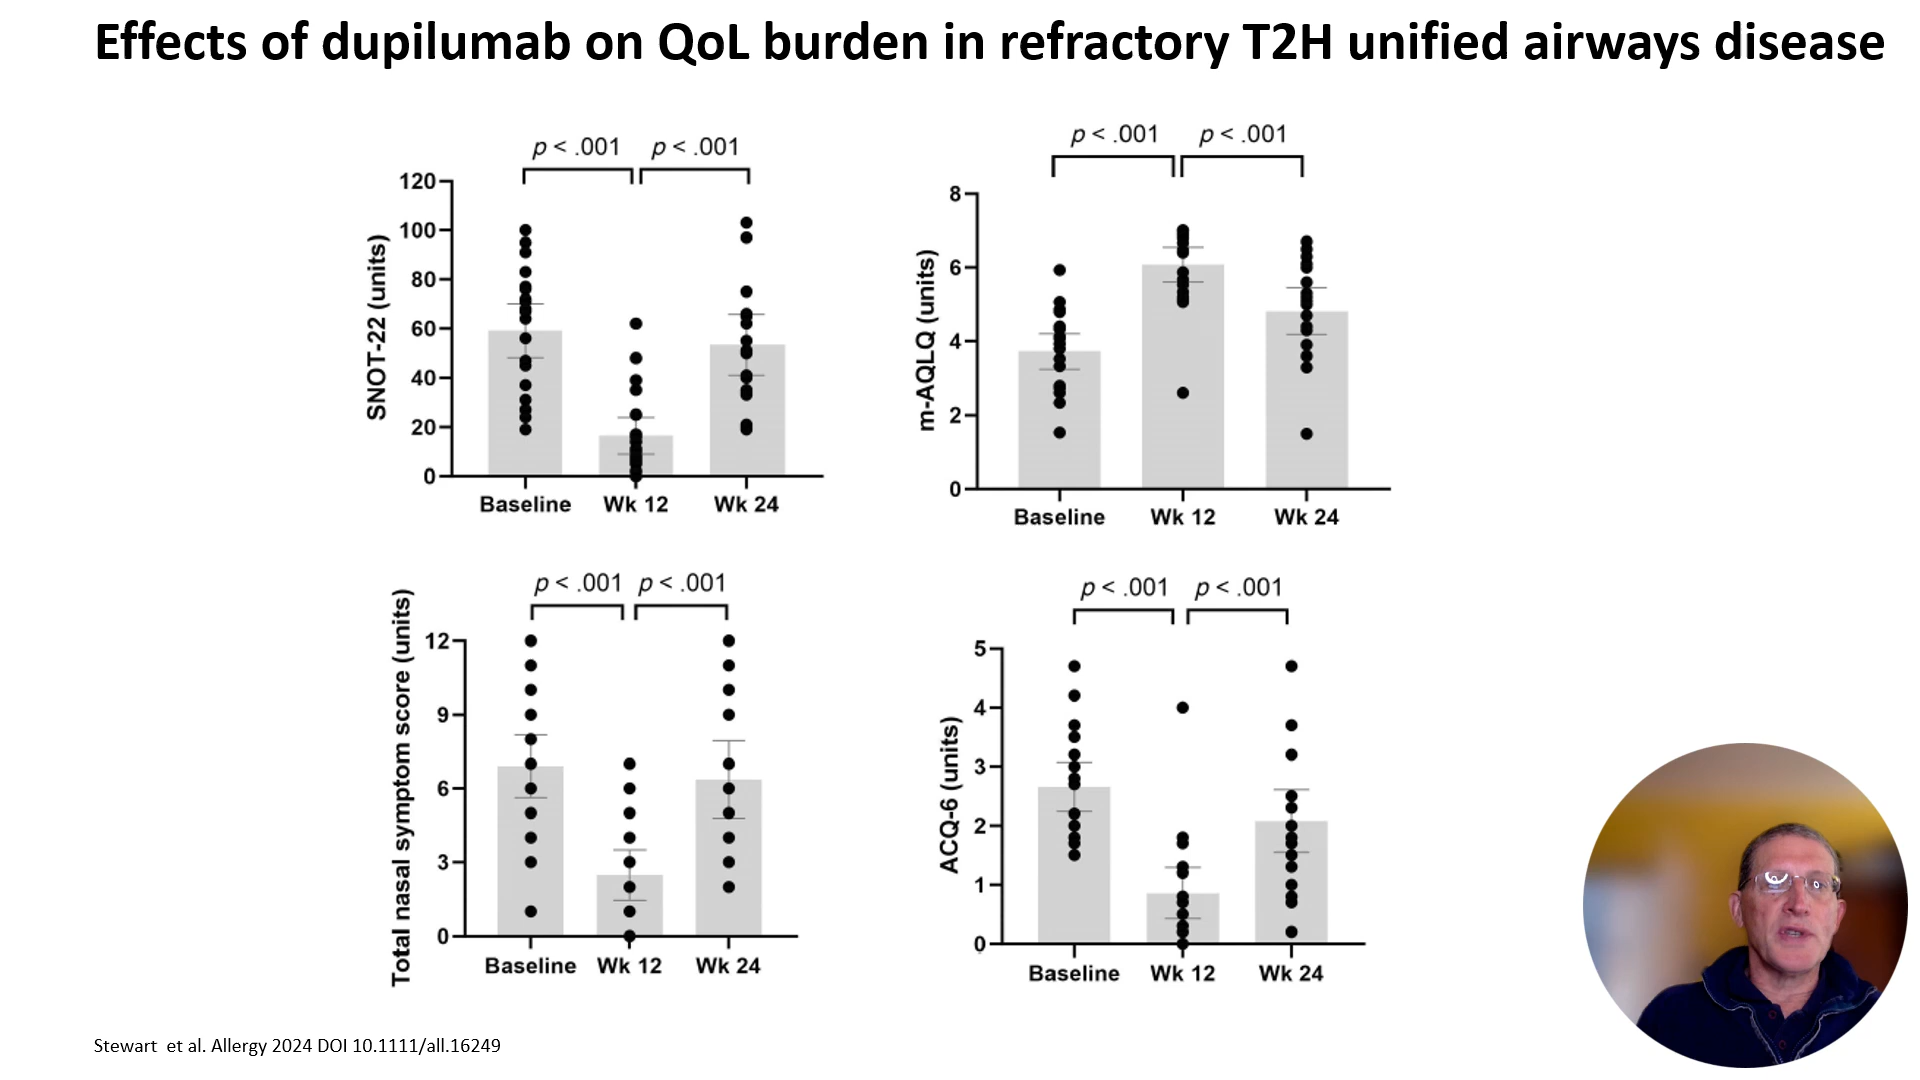 Effects of dupilumab on QoL burden in refractory T2H unified airways disease
p < .001 p < .001
SNOT-22 (units)
120
100
80
60
40
20
0
Baseline Wk 12 Wk 24
p < .001 p < .001
m-AQLQ (units)
8
6
4
2
0
Baseline Wk 12 Wk 24
p < .001 p < .001
Total nasal symptom score (units)
12
9
6
3
0
Baseline Wk 12 Wk 24
p < .001 p < .001
ACQ-6 (units)
5
4
3
2
1
0
Baseline Wk 12 Wk 24
Stewart et al. Allergy 2024 DOI 10.1111/all.16249